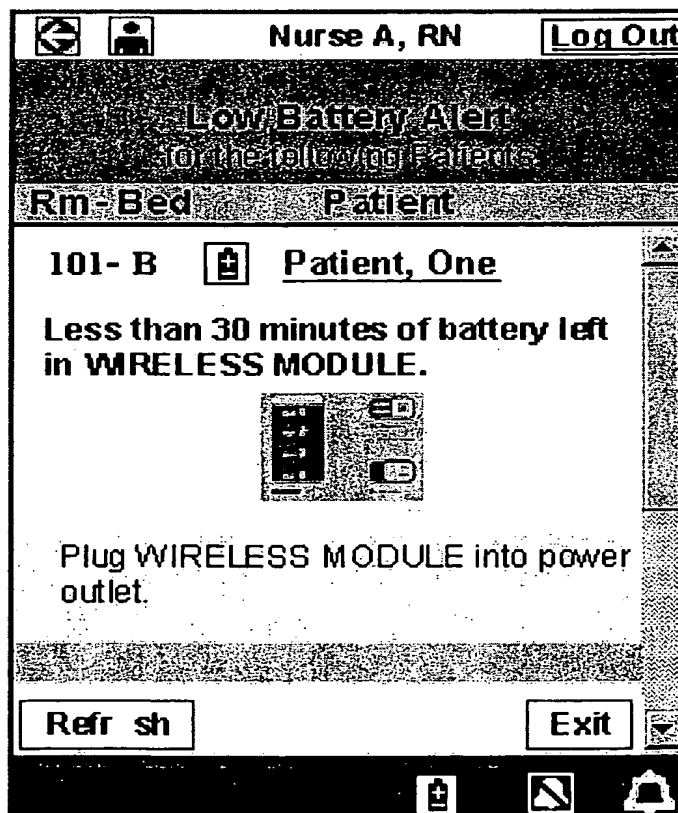 Nurse A, RN Log Out
Low Battery Alert
for the following Patients
Rm-Bed Patient
101- B Patient, One
Less than 30 minutes of battery left
in WIRELESS MODULE.
Plug WIRELESS MODULE into power
outlet.
Refr sh Exit